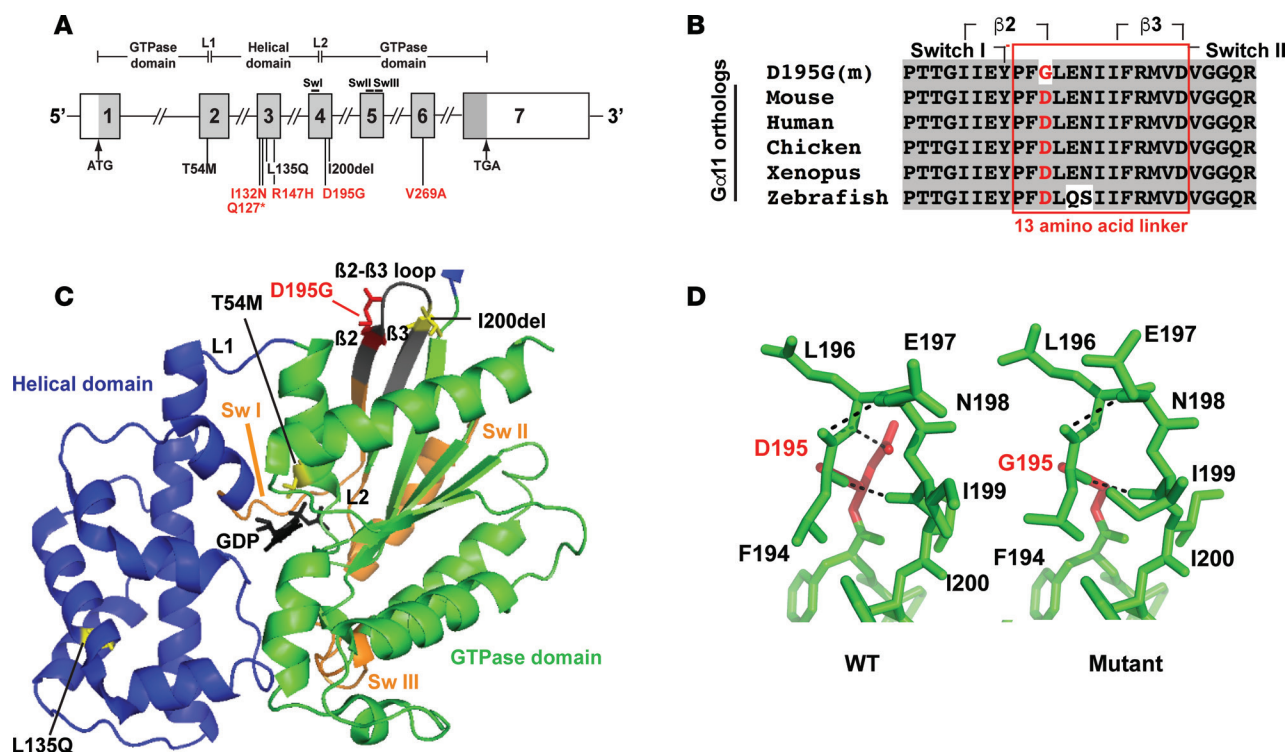 A
GTPase domain
L1
Helical domain
L2
GTPase domain
SwI
SwII SwIII
5'
1
2
3
4
5
6
7
3'
ATG
T54M
L135Q
I200del
TGA
I132N
R147H
D195G
V269A
Q127*
B
β2
β3
Switch I
Switch II
Gα11 orthologs
D195G(m) PTTGIIEYPFGLENIIFRMVDVGGQR
Mouse PTTGIIEYPFDLENIIFRMVDVGGQR
Human PTTGIIEYPFDLENIIFRMVDVGGQR
Chicken PTTGIIEYPFDLENIIFRMVDVGGQR
Xenopus PTTGIIEYPFDLENIIFRMVDVGGQR
Zebrafish PTTGIIEYPFDLQSIIFRMVDVGGQR
13 amino acid linker
C
ß2-ß3 loop
D195G
T54M
I200del
ß2
ß3
L1
Helical domain
Sw I
Sw II
L2
GDP
GTPase domain
Sw III
L135Q
D
L196
E197
N198
D195
I199
F194
I200
WT
L196
E197
N198
G195
I199
F194
I200
Mutant